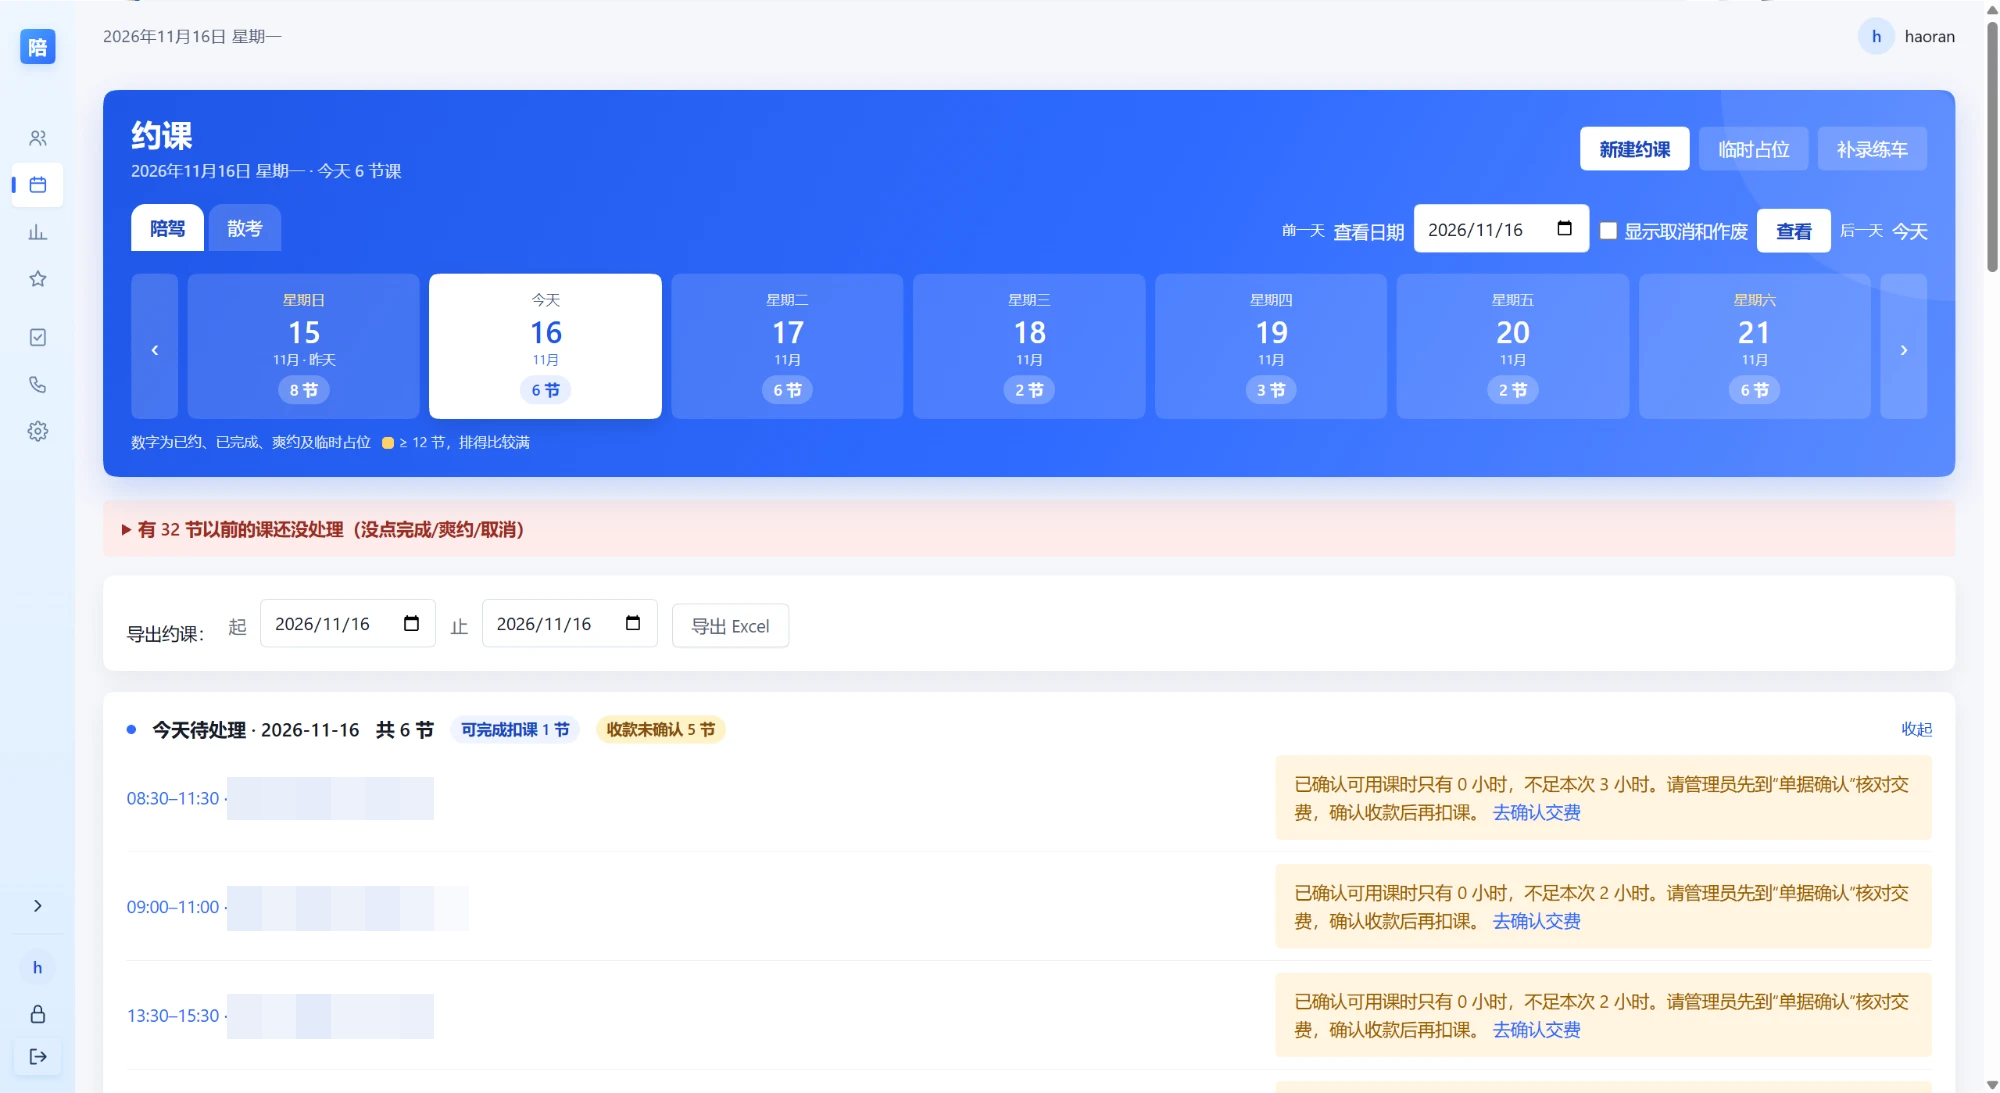 陪
2026年11月16日 星期一
h haoran
约课
2026年11月16日 星期一 · 今天 6 节课
新建约课 临时占位 补录练车
陪驾 散考
前一天 查看日期 2026/11/16 显示取消和作废 查看 后一天 今天
‹
星期日
15
11月 · 昨天
8 节
今天
16
11月
6 节
星期二
17
11月
6 节
星期三
18
11月
2 节
星期四
19
11月
3 节
星期五
20
11月
2 节
星期六
21
11月
6 节
›
数字为已约、已完成、爽约及临时占位 ≥ 12 节，排得比较满
▶ 有 32 节以前的课还没处理（没点完成/爽约/取消）
导出约课： 起 2026/11/16 止 2026/11/16 导出 Excel
今天待处理 · 2026-11-16 共 6 节 可完成扣课 1 节 收款未确认 5 节 收起
08:30–11:30 ·
已确认可用课时只有 0 小时，不足本次 3 小时。请管理员先到“单据确认”核对交
费，确认收款后再扣课。 去确认交费
09:00–11:00 ·
已确认可用课时只有 0 小时，不足本次 2 小时。请管理员先到“单据确认”核对交
费，确认收款后再扣课。 去确认交费
13:30–15:30 ·
已确认可用课时只有 0 小时，不足本次 2 小时。请管理员先到“单据确认”核对交
费，确认收款后再扣课。 去确认交费
h